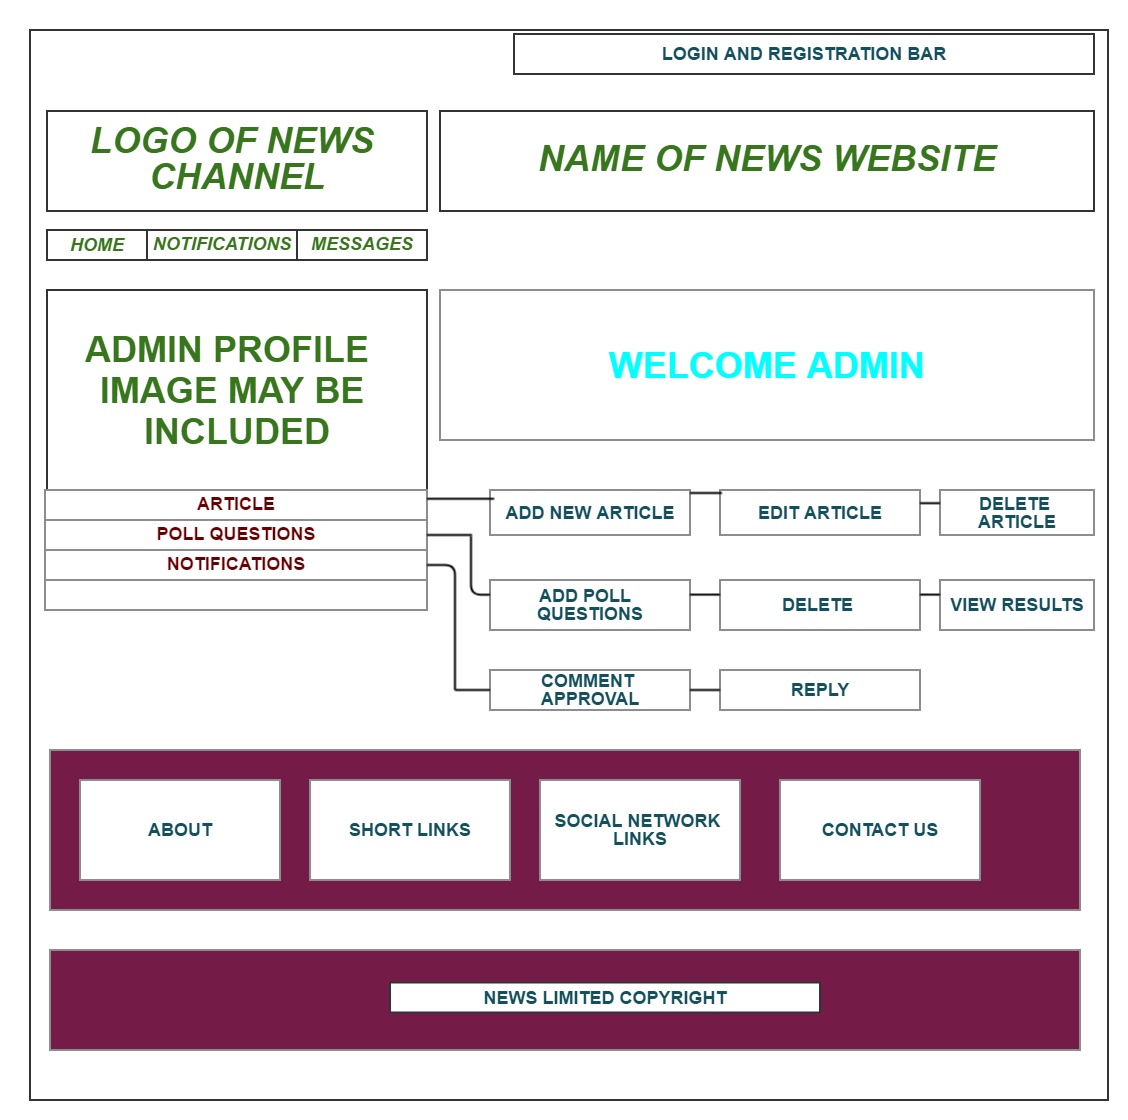 LOGIN AND REGISTRATION BAR
LOGO OF NEWS
CHANNEL
NAME OF NEWS WEBSITE
HOME
NOTIFICATIONS
MESSAGES
ADMIN PROFILE
IMAGE MAY BE
INCLUDED
WELCOME ADMIN
ARTICLE
ADD NEW ARTICLE
EDIT ARTICLE
DELETE
ARTICLE
POLL QUESTIONS
NOTIFICATIONS
ADD POLL
QUESTIONS
DELETE
VIEW RESULTS
COMMENT
APPROVAL
REPLY
ABOUT
SHORT LINKS
SOCIAL NETWORK
LINKS
CONTACT US
NEWS LIMITED COPYRIGHT